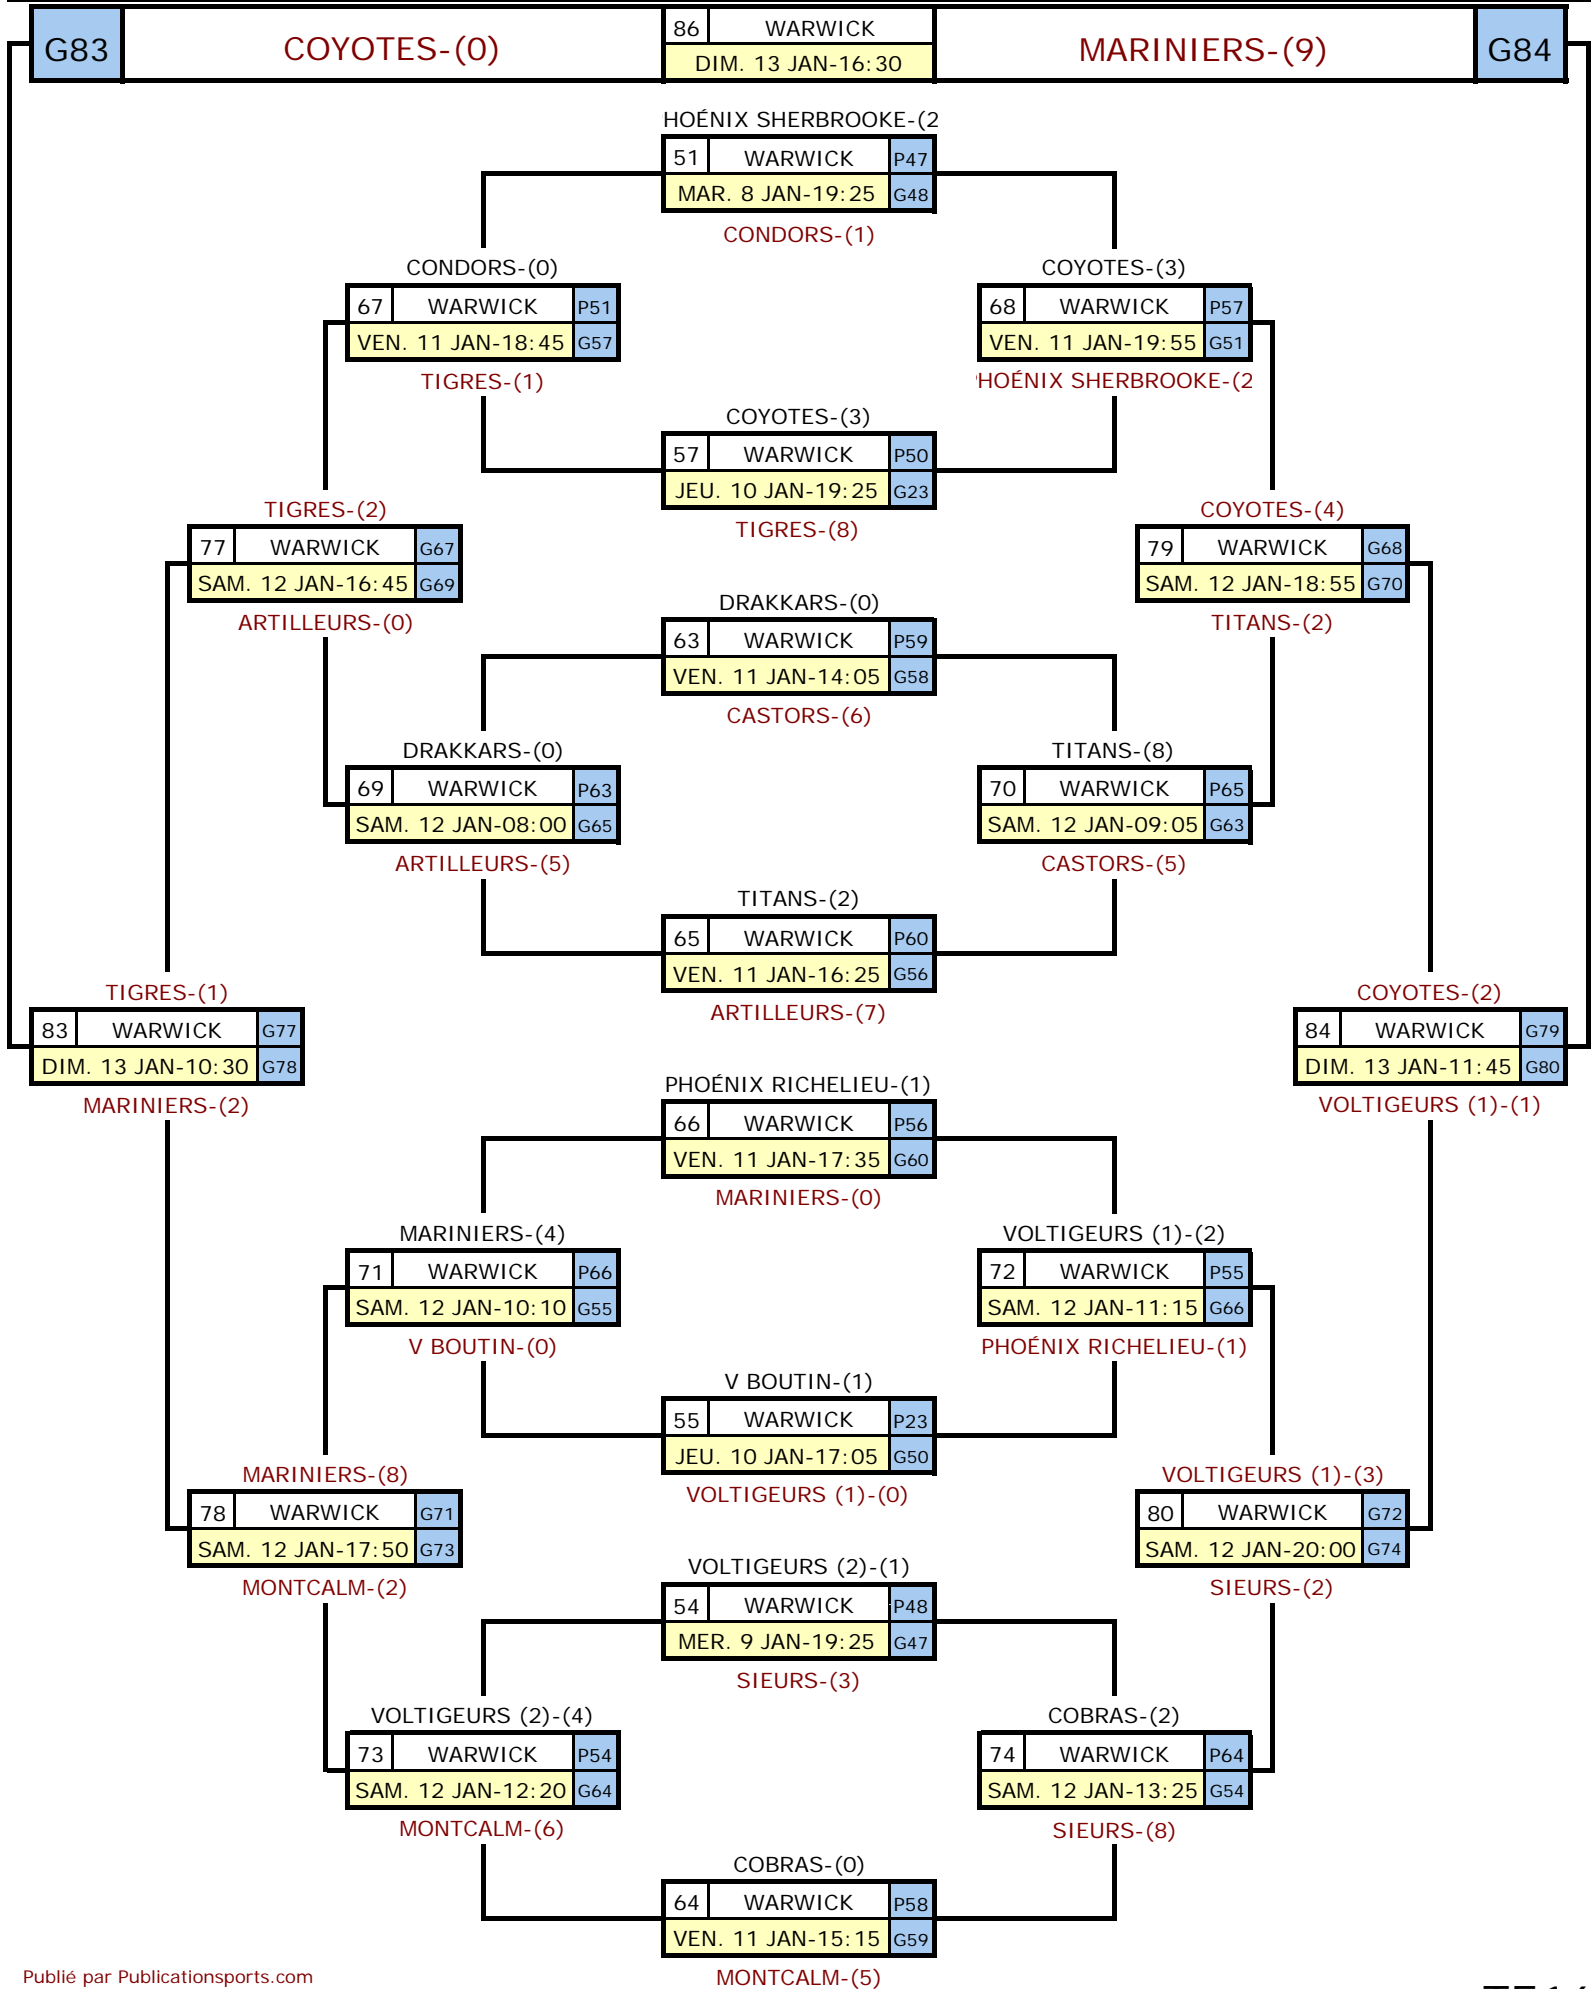 G83 COYOTES-(0) 86 WARWICK MARINIERS-(9) G84
DIM. 13 JAN-16:30
HOÉNIX SHERBROOKE-(2
51 WARWICK P47
MAR. 8 JAN-19:25 G48
CONDORS-(1)
CONDORS-(0) COYOTES-(3)
67 WARWICK P51 68 WARWICK P57
VEN. 11 JAN-18:45 G57 VEN. 11 JAN-19:55 G51
TIGRES-(1) HOÉNIX SHERBROOKE-(2
COYOTES-(3)
57 WARWICK P50
JEU. 10 JAN-19:25 G23
TIGRES-(2) COYOTES-(4)
TIGRES-(8)
77 WARWICK G67 79 WARWICK G68
SAM. 12 JAN-16:45 G69 SAM. 12 JAN-18:55 G70
DRAKKARS-(0)
ARTILLEURS-(0) TITANS-(2)
63 WARWICK P59
VEN. 11 JAN-14:05 G58
CASTORS-(6)
DRAKKARS-(0) TITANS-(8)
69 WARWICK P63 70 WARWICK P65
SAM. 12 JAN-08:00 G65 SAM. 12 JAN-09:05 G63
ARTILLEURS-(5) CASTORS-(5)
TITANS-(2)
65 WARWICK P60
VEN. 11 JAN-16:25 G56
TIGRES-(1) COYOTES-(2)
ARTILLEURS-(7)
83 WARWICK G77 84 WARWICK G79
DIM. 13 JAN-10:30 G78 DIM. 13 JAN-11:45 G80
PHOÉNIX RICHELIEU-(1)
MARINIERS-(2) VOLTIGEURS (1)-(1)
66 WARWICK P56
VEN. 11 JAN-17:35 G60
MARINIERS-(0)
MARINIERS-(4) VOLTIGEURS (1)-(2)
71 WARWICK P66 72 WARWICK P55
SAM. 12 JAN-10:10 G55 SAM. 12 JAN-11:15 G66
V BOUTIN-(0) PHOÉNIX RICHELIEU-(1)
V BOUTIN-(1)
55 WARWICK P23
JEU. 10 JAN-17:05 G50
MARINIERS-(8) VOLTIGEURS (1)-(3)
VOLTIGEURS (1)-(0)
78 WARWICK G71 80 WARWICK G72
SAM. 12 JAN-17:50 G73 SAM. 12 JAN-20:00 G74
VOLTIGEURS (2)-(1)
MONTCALM-(2) SIEURS-(2)
54 WARWICK P48
MER. 9 JAN-19:25 G47
SIEURS-(3)
VOLTIGEURS (2)-(4) COBRAS-(2)
73 WARWICK P54 74 WARWICK P64
SAM. 12 JAN-12:20 G64 SAM. 12 JAN-13:25 G54
MONTCALM-(6) SIEURS-(8)
COBRAS-(0)
64 WARWICK P58
VEN. 11 JAN-15:15 G59
Publié par Publicationsports.com
MONTCALM-(5)